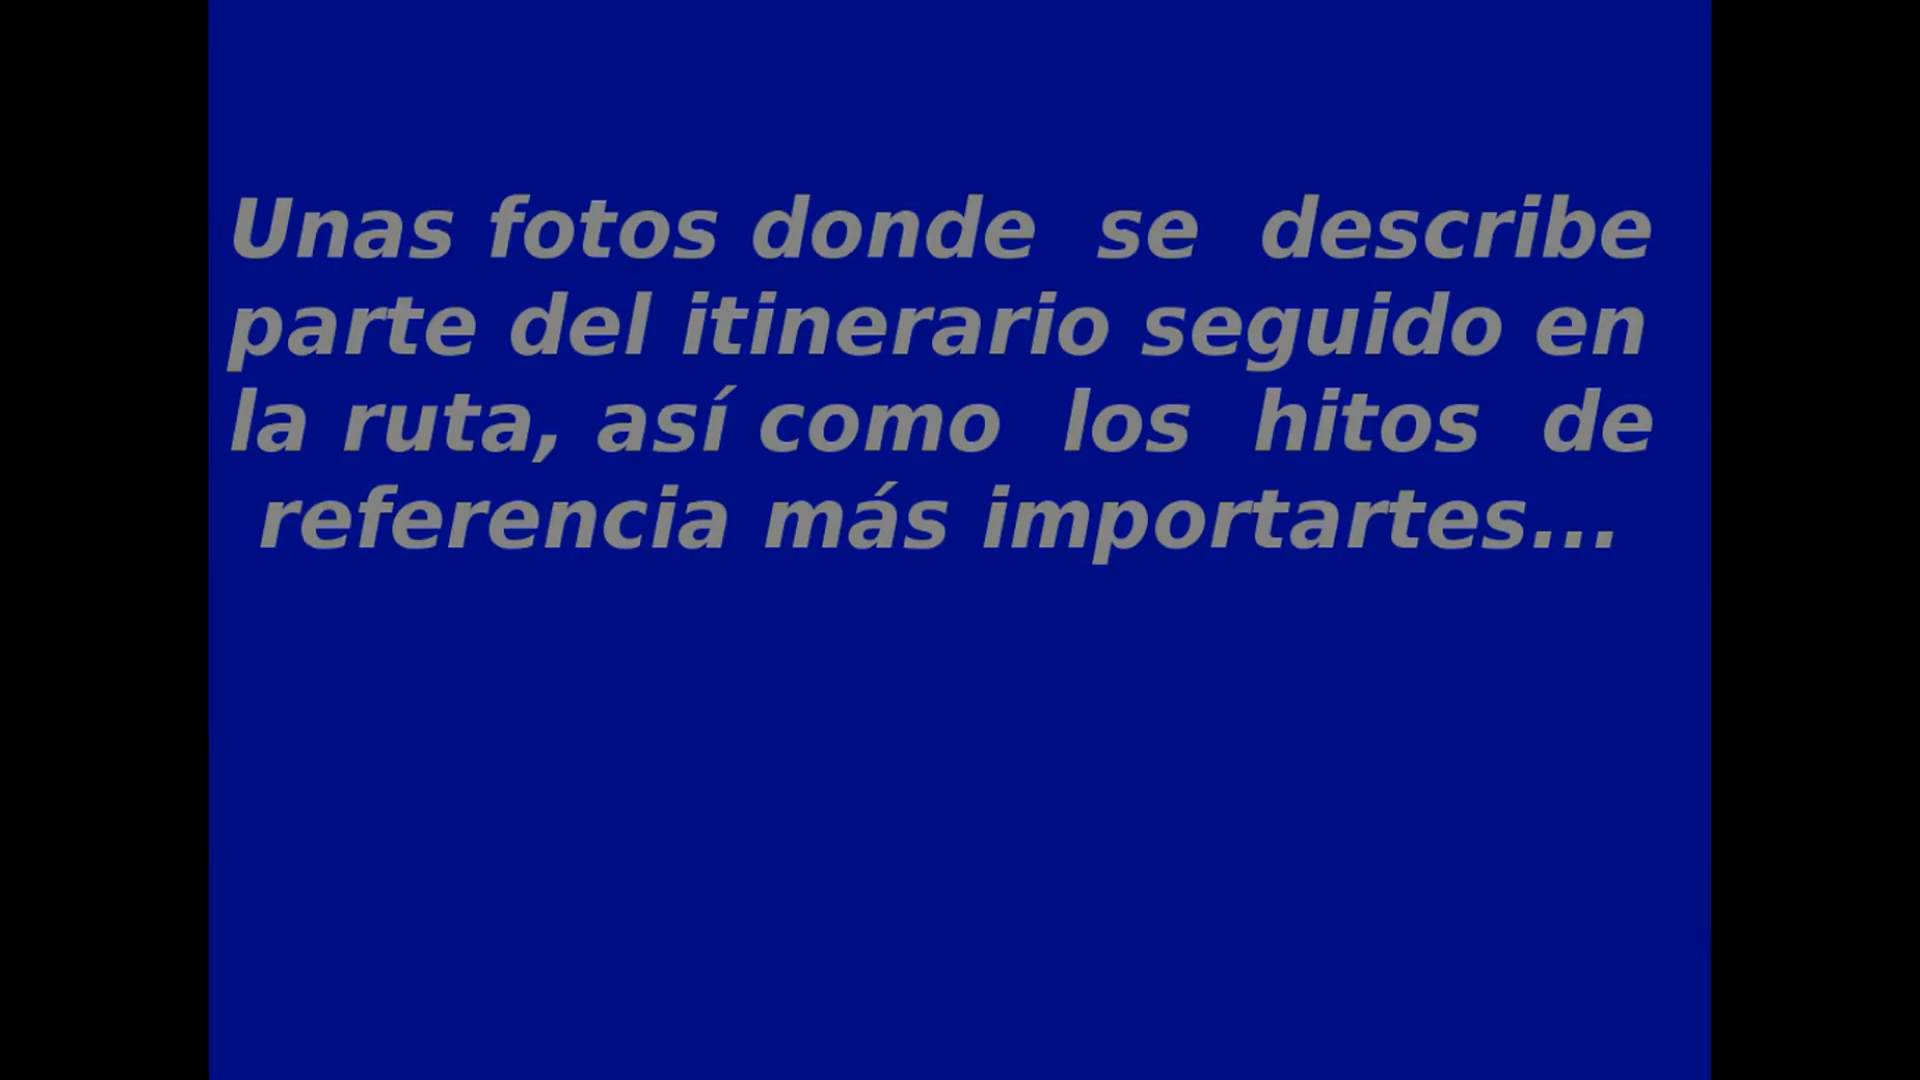 Unas fotos donde se describe
parte del itinerario seguido en
la ruta, así como los hitos de
referencia más importartes...